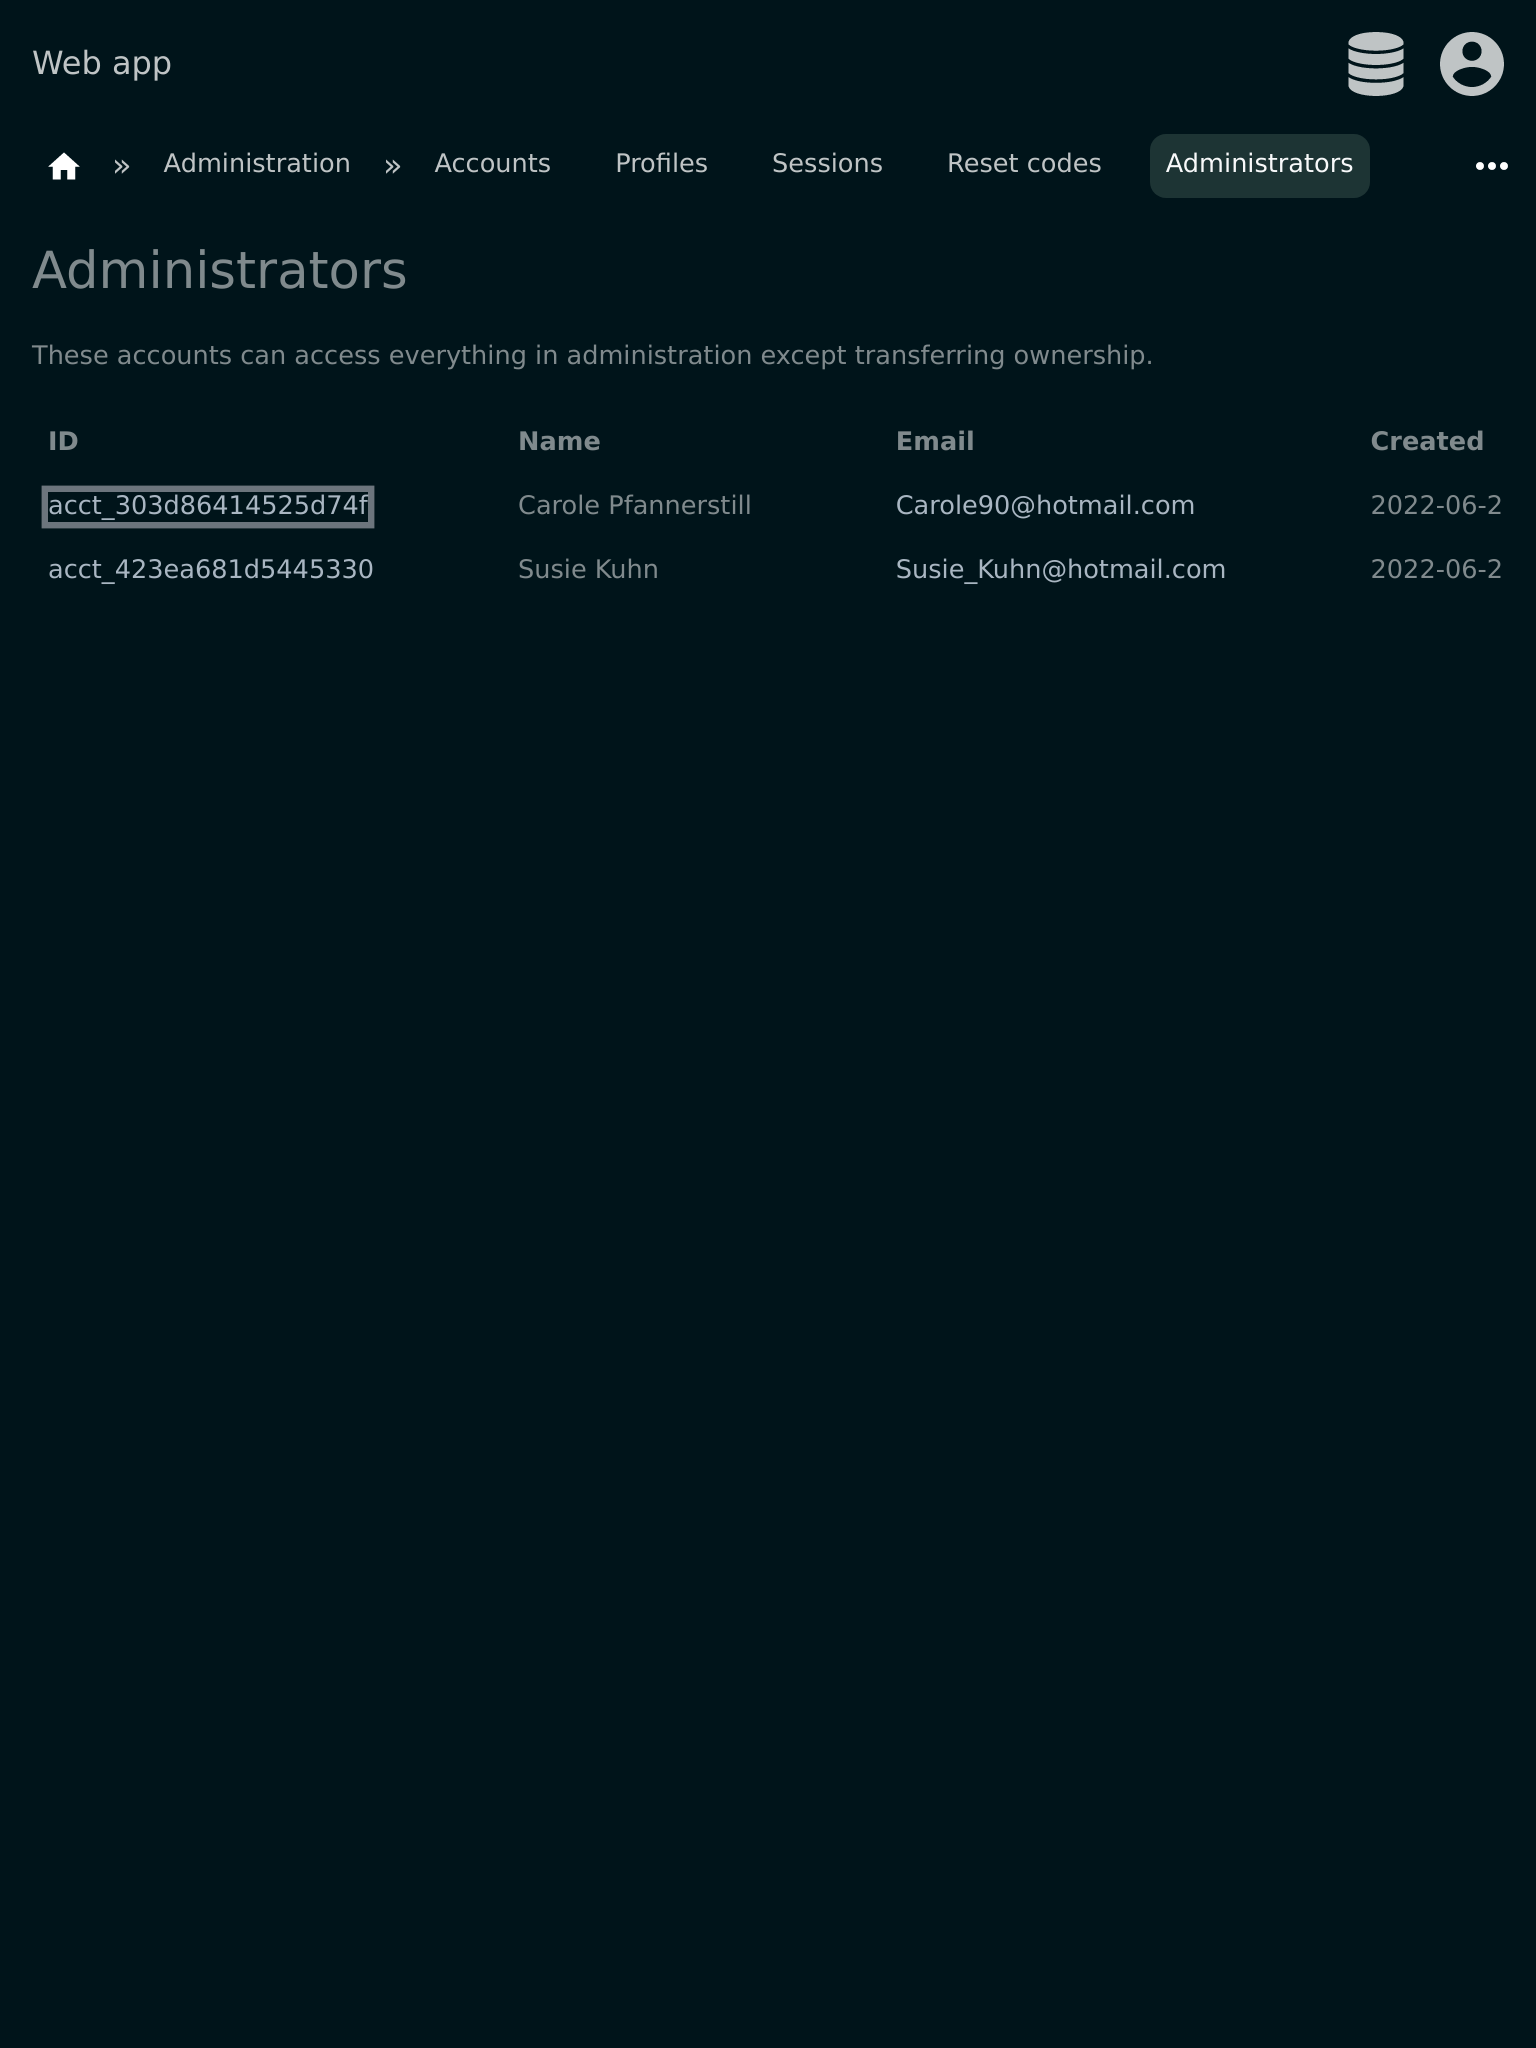 Web app
» Administration » Accounts Profiles Sessions Reset codes Administrators
Administrators
These accounts can access everything in administration except transferring ownership.
ID Name Email Created
acct_303d86414525d74f Carole Pfannerstill Carole90@hotmail.com 2022-06-2
acct_423ea681d5445330 Susie Kuhn Susie_Kuhn@hotmail.com 2022-06-2